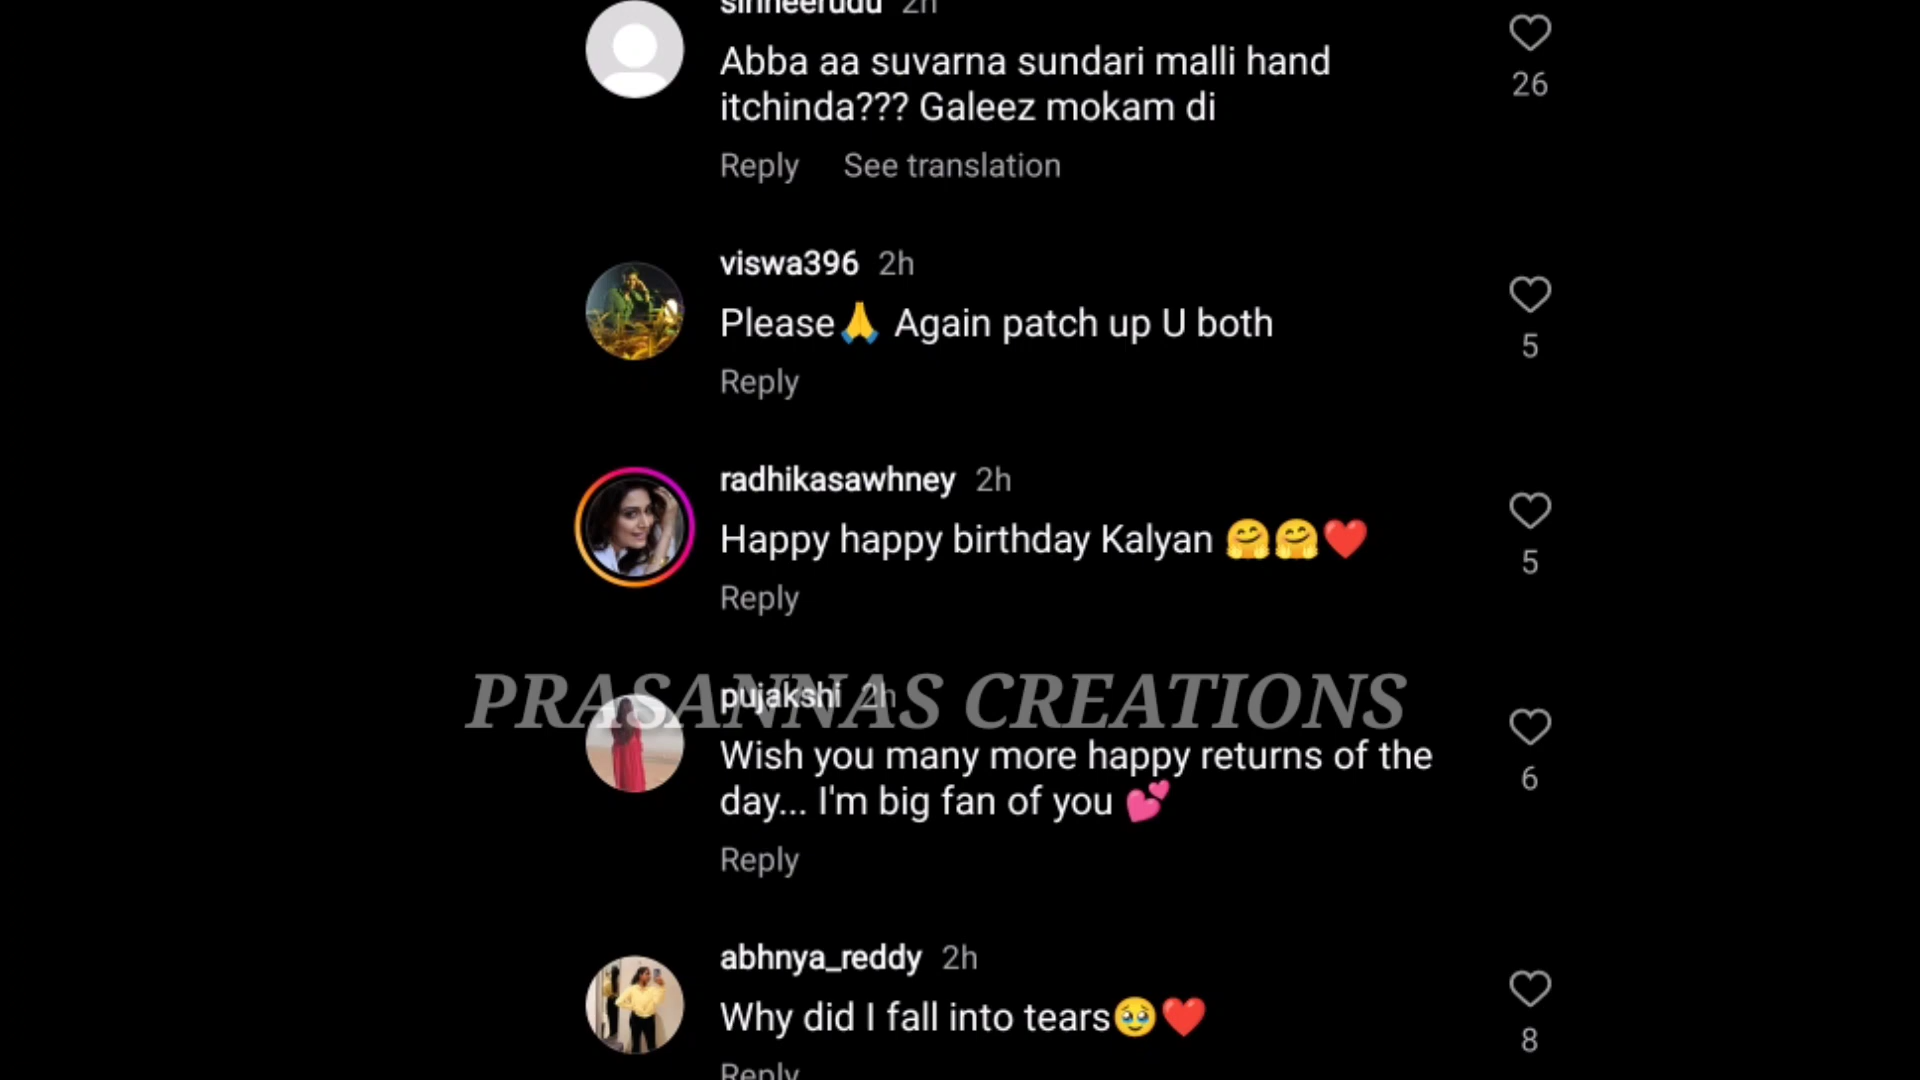 2h
26
Abba aa suvarna sundari malli hand
itchinda??? Galeez mokam di
Reply See translation
viswa396 2h
Please🙏 Again patch up U both
5
Reply
radhikasawhney 2h
Happy happy birthday Kalyan 🤗🤗❤️
5
Reply
PRASANNAS CREATIONS
pujakshi 2h
Wish you many more happy returns of the
6
day... I'm big fan of you 💕
Reply
abhnya_reddy 2h
Why did I fall into tears🥹❤️
8
Reply